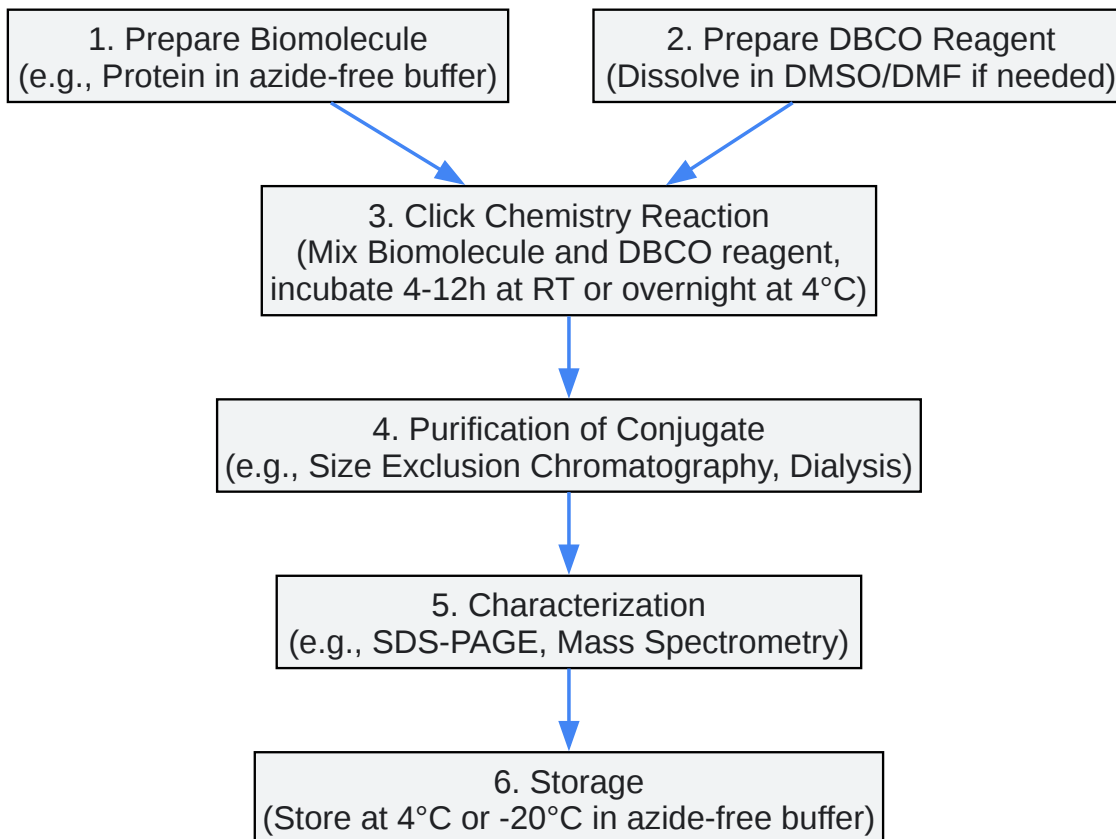 1. Prepare Biomolecule
(e.g., Protein in azide-free buffer)
2. Prepare DBCO Reagent
(Dissolve in DMSO/DMF if needed)
3. Click Chemistry Reaction
(Mix Biomolecule and DBCO reagent,
incubate 4-12h at RT or overnight at 4°C)
4. Purification of Conjugate
(e.g., Size Exclusion Chromatography, Dialysis)
5. Characterization
(e.g., SDS-PAGE, Mass Spectrometry)
6. Storage
(Store at 4°C or -20°C in azide-free buffer)